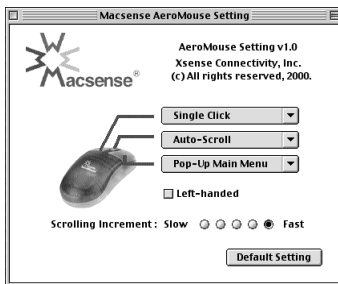 Macsense AeroMouse Setting
Macsense®
AeroMouse Setting v1.0
Xsense Connectivity, Inc.
(c) All rights reserved, 2000.
Single Click
Auto-Scroll
Pop-Up Main Menu
Left-handed
Scrolling Increment: Slow Fast
Default Setting